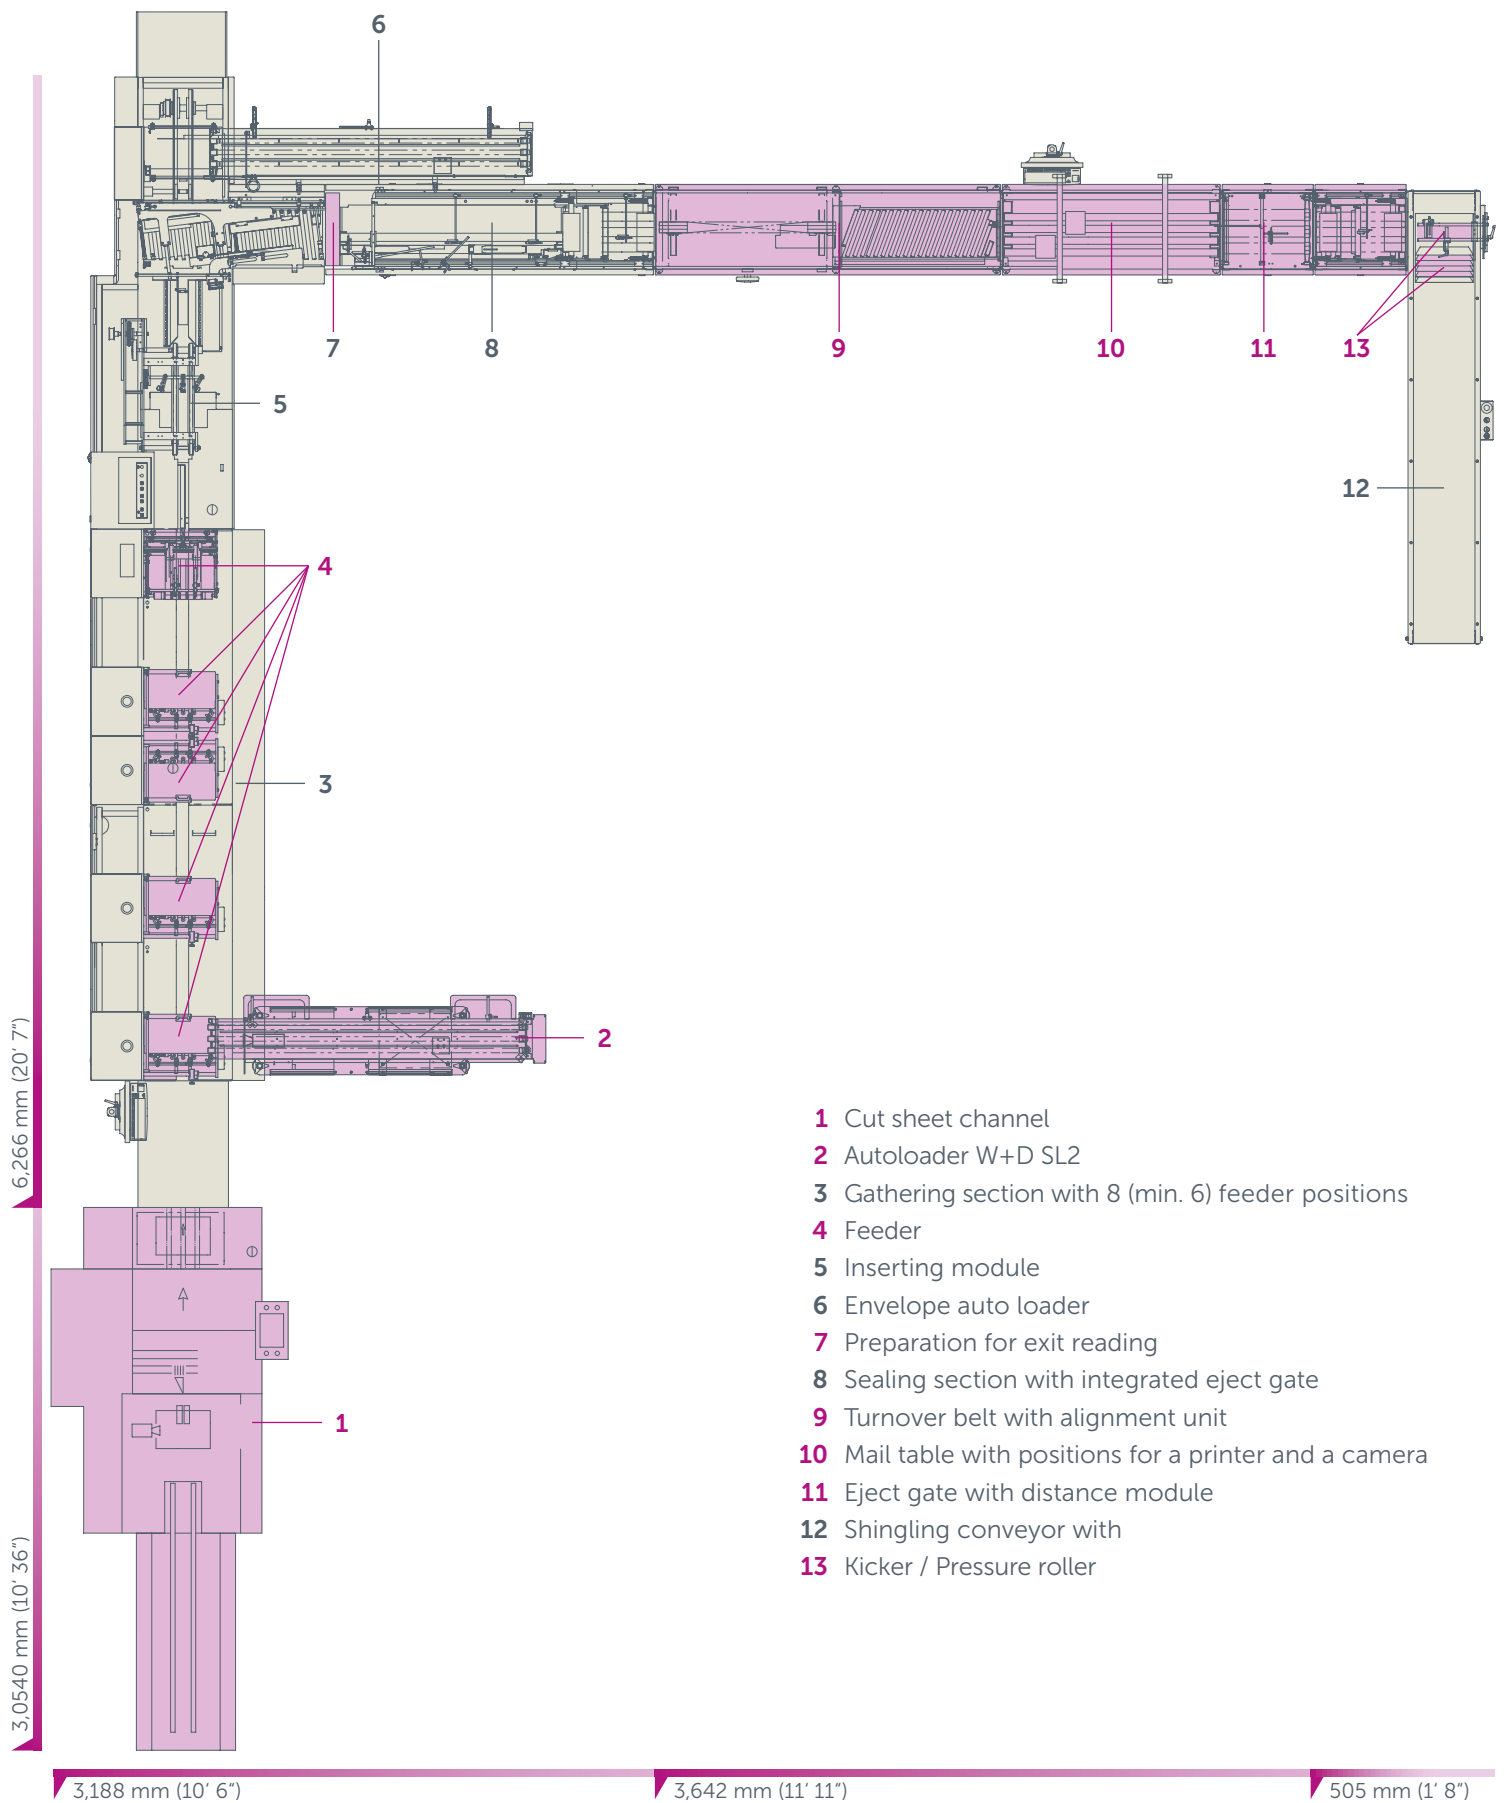 6
7
8
9
10
11
13
5
12
4
3
2
6,266 mm (20′ 7″)
1 Cut sheet channel
2 Autoloader W+D SL2
3 Gathering section with 8 (min. 6) feeder positions
4 Feeder
5 Inserting module
6 Envelope auto loader
7 Preparation for exit reading
8 Sealing section with integrated eject gate
9 Turnover belt with alignment unit
10 Mail table with positions for a printer and a camera
11 Eject gate with distance module
12 Shingling conveyor with
13 Kicker / Pressure roller
1
3,0540 mm (10′ 36″)
3,188 mm (10′ 6″)
3,642 mm (11′ 11″)
505 mm (1′ 8″)